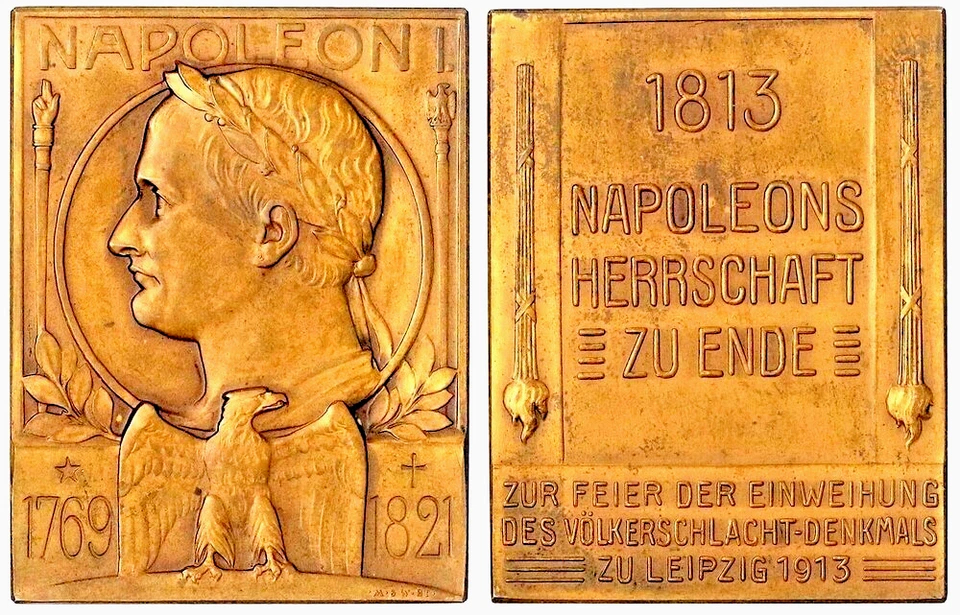 NAPOLEON I.
1769
1821
1813
NAPOLEONS
HERRSCHAFT
ZU ENDE
ZUR FEIER DER EINWEIHUNG
DES VÖLKERSCHLACHT-DENKMALS
ZU LEIPZIG 1913